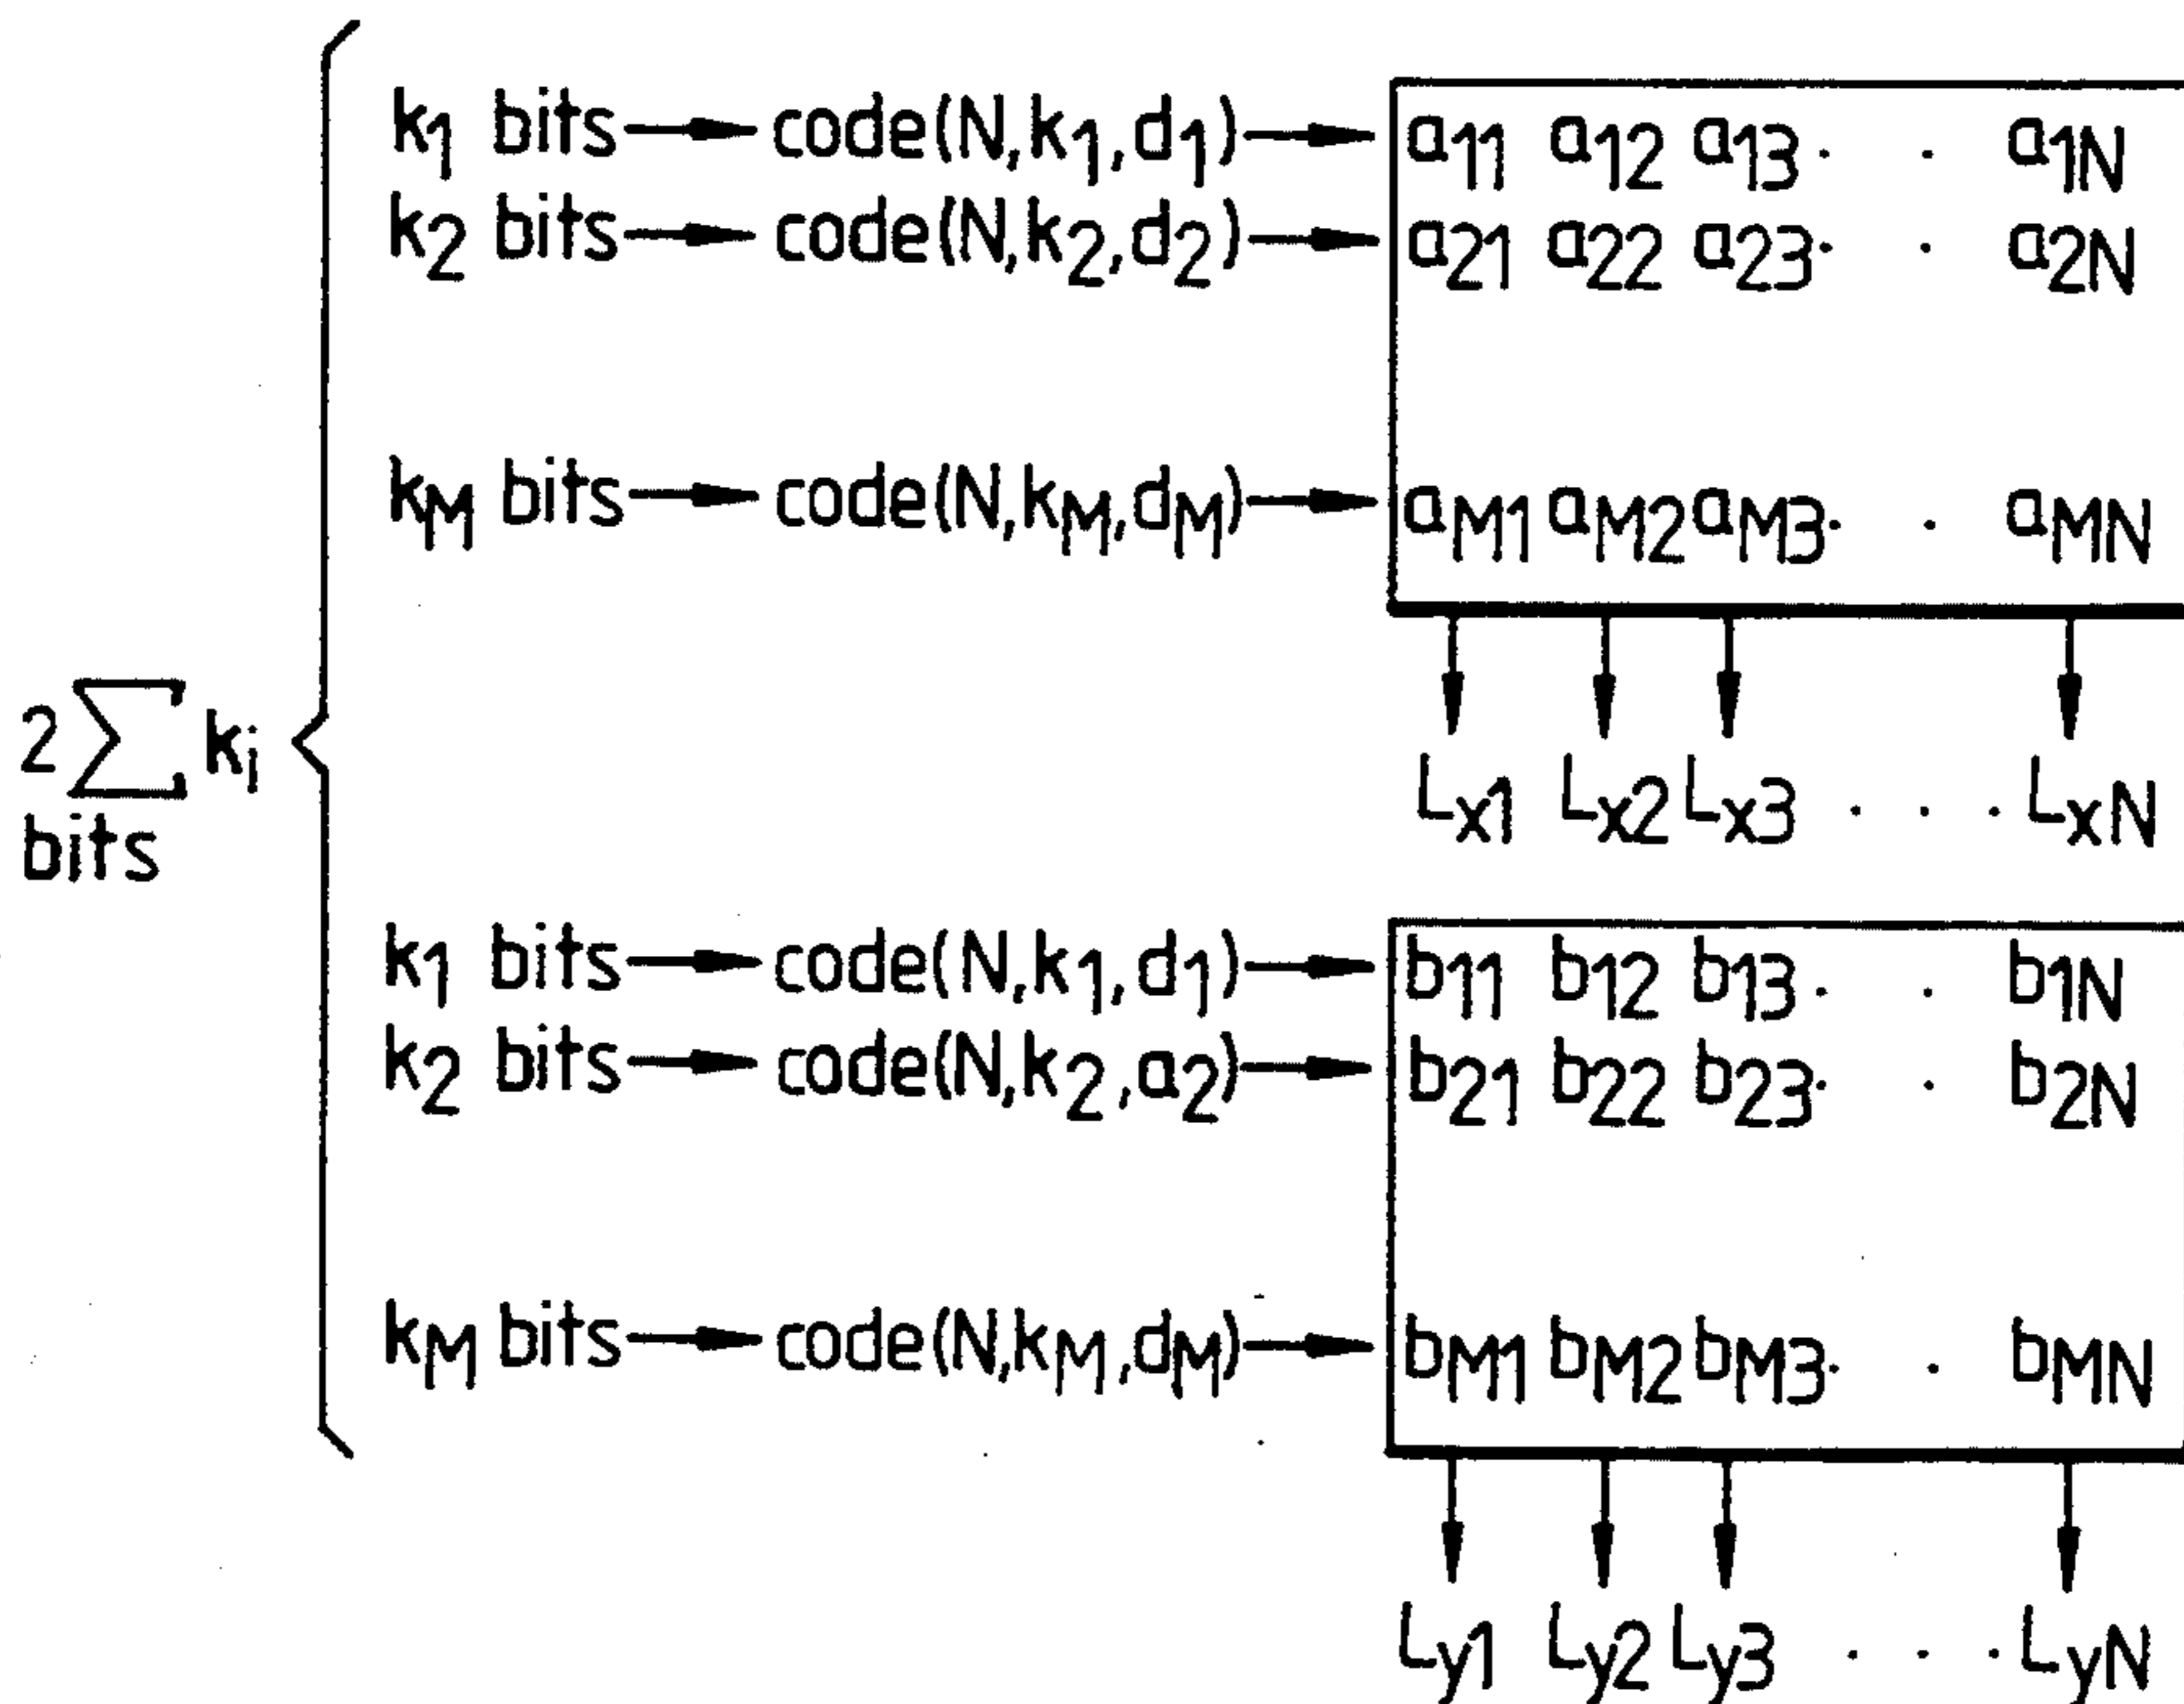 k1 bits code(N,k1,d1) a11 a12 a13 . . a1N
k2 bits code(N,k2,d2) a21 a22 a23 . . a2N
kM bits code(N,kM,dM) aM1 aM2 aM3 . . aMN
2∑ki
bits
Lx1 Lx2 Lx3 . . . LxN
k1 bits code(N,k1,d1) b11 b12 b13 . . b1N
k2 bits code(N,k2,a2) b21 b22 b23 . . b2N
kM bits code(N,kM,dM) bM1 bM2 bM3 . . bMN
Ly1 Ly2 Ly3 . . . LyN